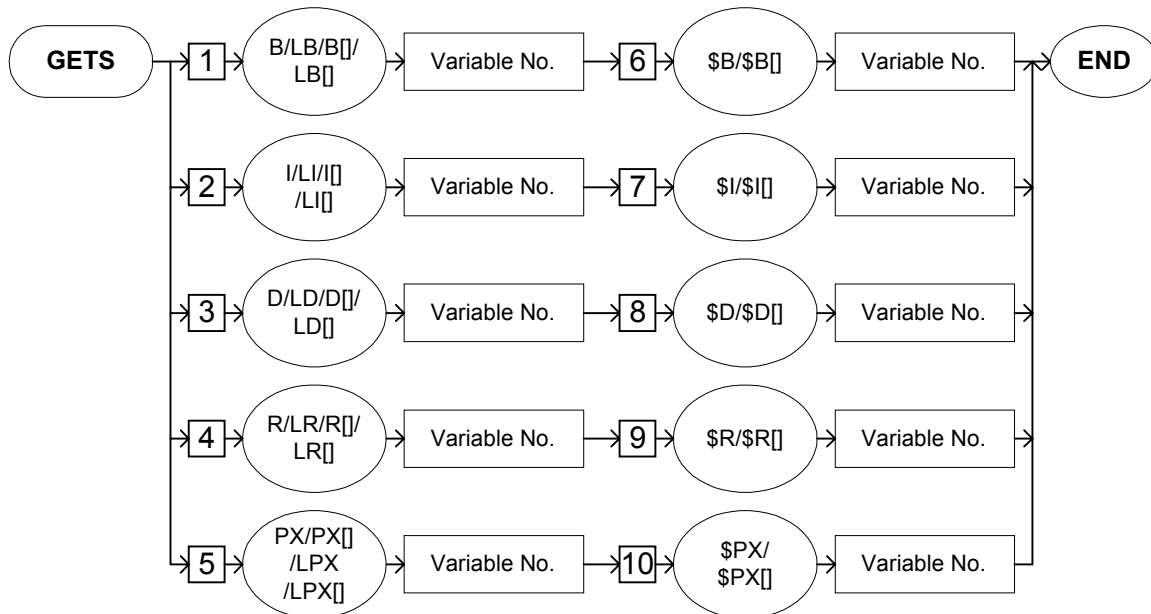 GETS
1
B/LB/B[]/
LB[]
Variable No.
6
$B/$B[]
Variable No.
END
2
I/LI/I[]
/LI[]
Variable No.
7
$I/$I[]
Variable No.
3
D/LD/D[]/
LD[]
Variable No.
8
$D/$D[]
Variable No.
4
R/LR/R[]/
LR[]
Variable No.
9
$R/$R[]
Variable No.
5
PX/PX[]
/LPX
/LPX[]
Variable No.
10
$PX/
$PX[]
Variable No.